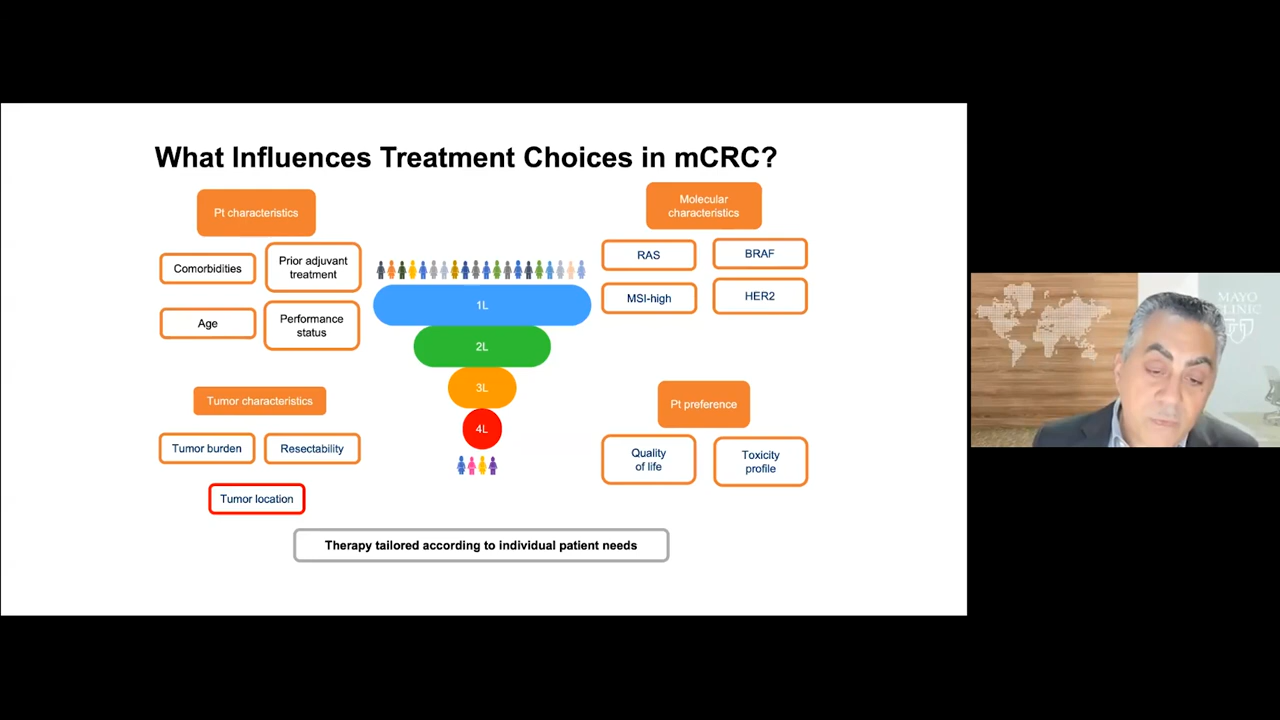 What Influences Treatment Choices in mCRC?
Pt characteristics
Comorbidities
Prior adjuvant
treatment
Age
Performance
status
Tumor characteristics
Tumor burden
Resectability
Tumor location
1L
2L
3L
4L
Molecular
characteristics
RAS
BRAF
MSI-high
HER2
Pt preference
Quality
of life
Toxicity
profile
Therapy tailored according to individual patient needs
MAYO
CLINIC